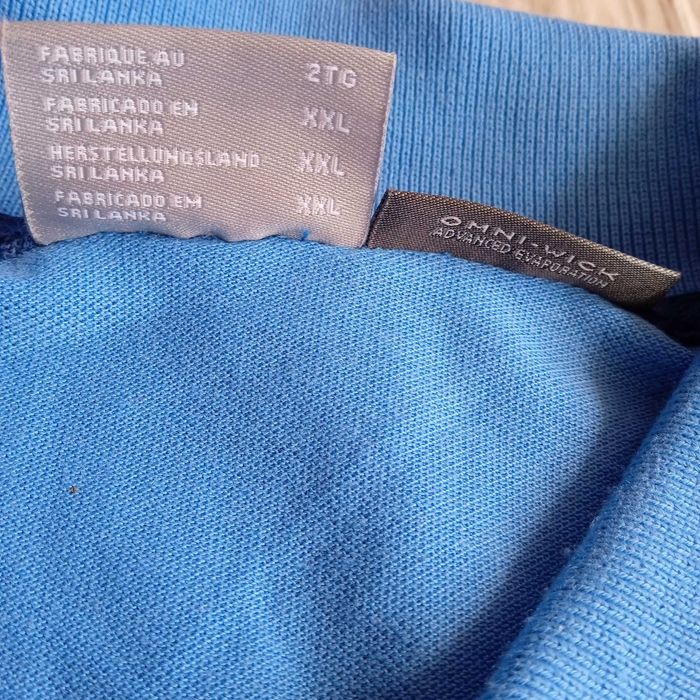 FABRIQUE AU 2TG
SRI LANKA
FABRICADO EN XXL
SRI LANKA
HERSTELLUNGSLAND XXL
SRI LANKA
FABRICADO EM XXL
SRI LANKA
OMNI-WICK
ADVANCED EVAPORATION